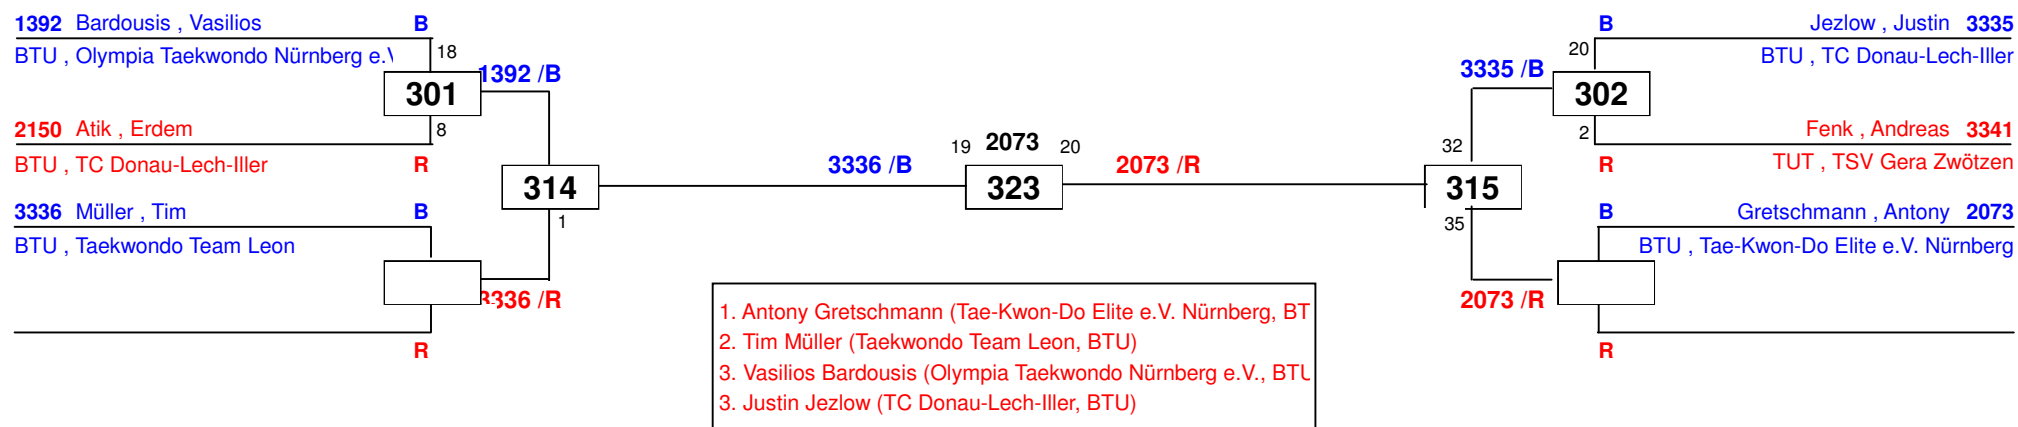 1392 Bardousis , Vasilios B
BTU , Olympia Taekwondo Nürnberg e.V
18
1392 /B
301
2150 Atik , Erdem
8
BTU , TC Donau-Lech-Iller R
314
3336 Müller , Tim B
1
BTU , Taekwondo Team Leon
3336 /R
R
3336 /B
19 2073 20
323
2073 /R
B Jezlow , Justin 3335
20
BTU , TC Donau-Lech-Iller
3335 /B
302
2
Fenk , Andreas 3341
R TUT , TSV Gera Zwötzen
32
315
35
B Gretschmann , Antony 2073
BTU , Tae-Kwon-Do Elite e.V. Nürnberg
2073 /R
R
1. Antony Gretschmann (Tae-Kwon-Do Elite e.V. Nürnberg, BT
2. Tim Müller (Taekwondo Team Leon, BTU)
3. Vasilios Bardousis (Olympia Taekwondo Nürnberg e.V., BTU
3. Justin Jezlow (TC Donau-Lech-Iller, BTU)